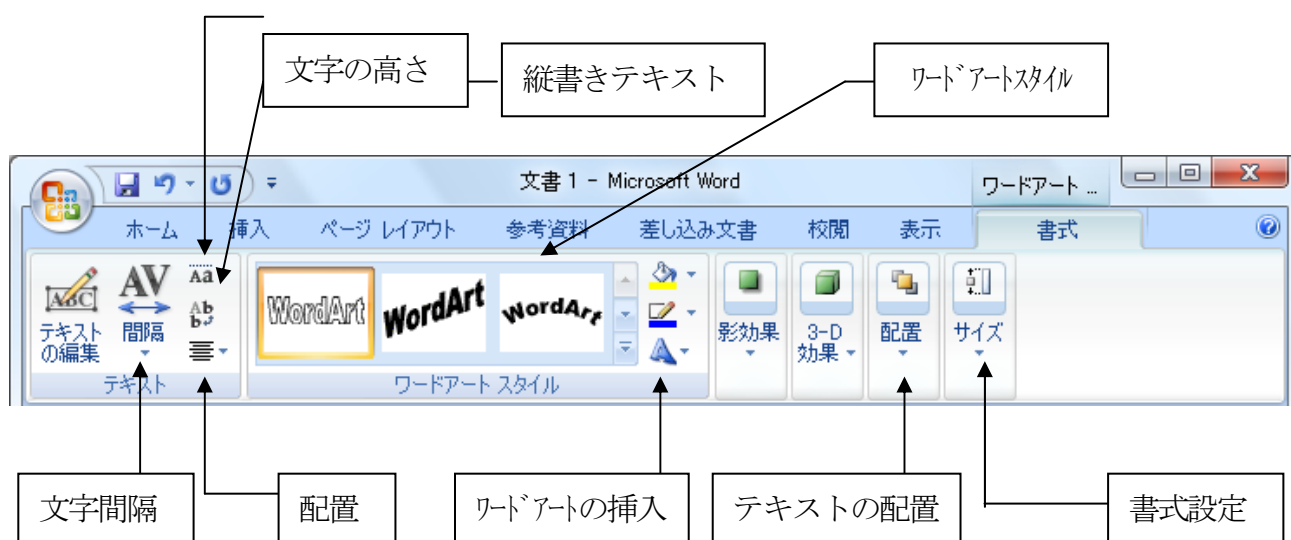 文字の高さ
縦書きテキスト
ﾜｰﾄﾞｱｰﾄｽﾀｲﾙ
文書 1 - Microsoft Word
ワードアート ...
ホーム 挿入 ページ レイアウト 参考資料 差し込み文書 校閲 表示 書式
ABC
テキスト
の編集
AV
間隔
Aa
Ab
b
WordArt WordArt WordArt
A
影効果
3-D
効果
配置
サイズ
テキスト
ワードアート スタイル
文字間隔
配置
ﾜｰﾄﾞｱｰﾄの挿入
テキストの配置
書式設定